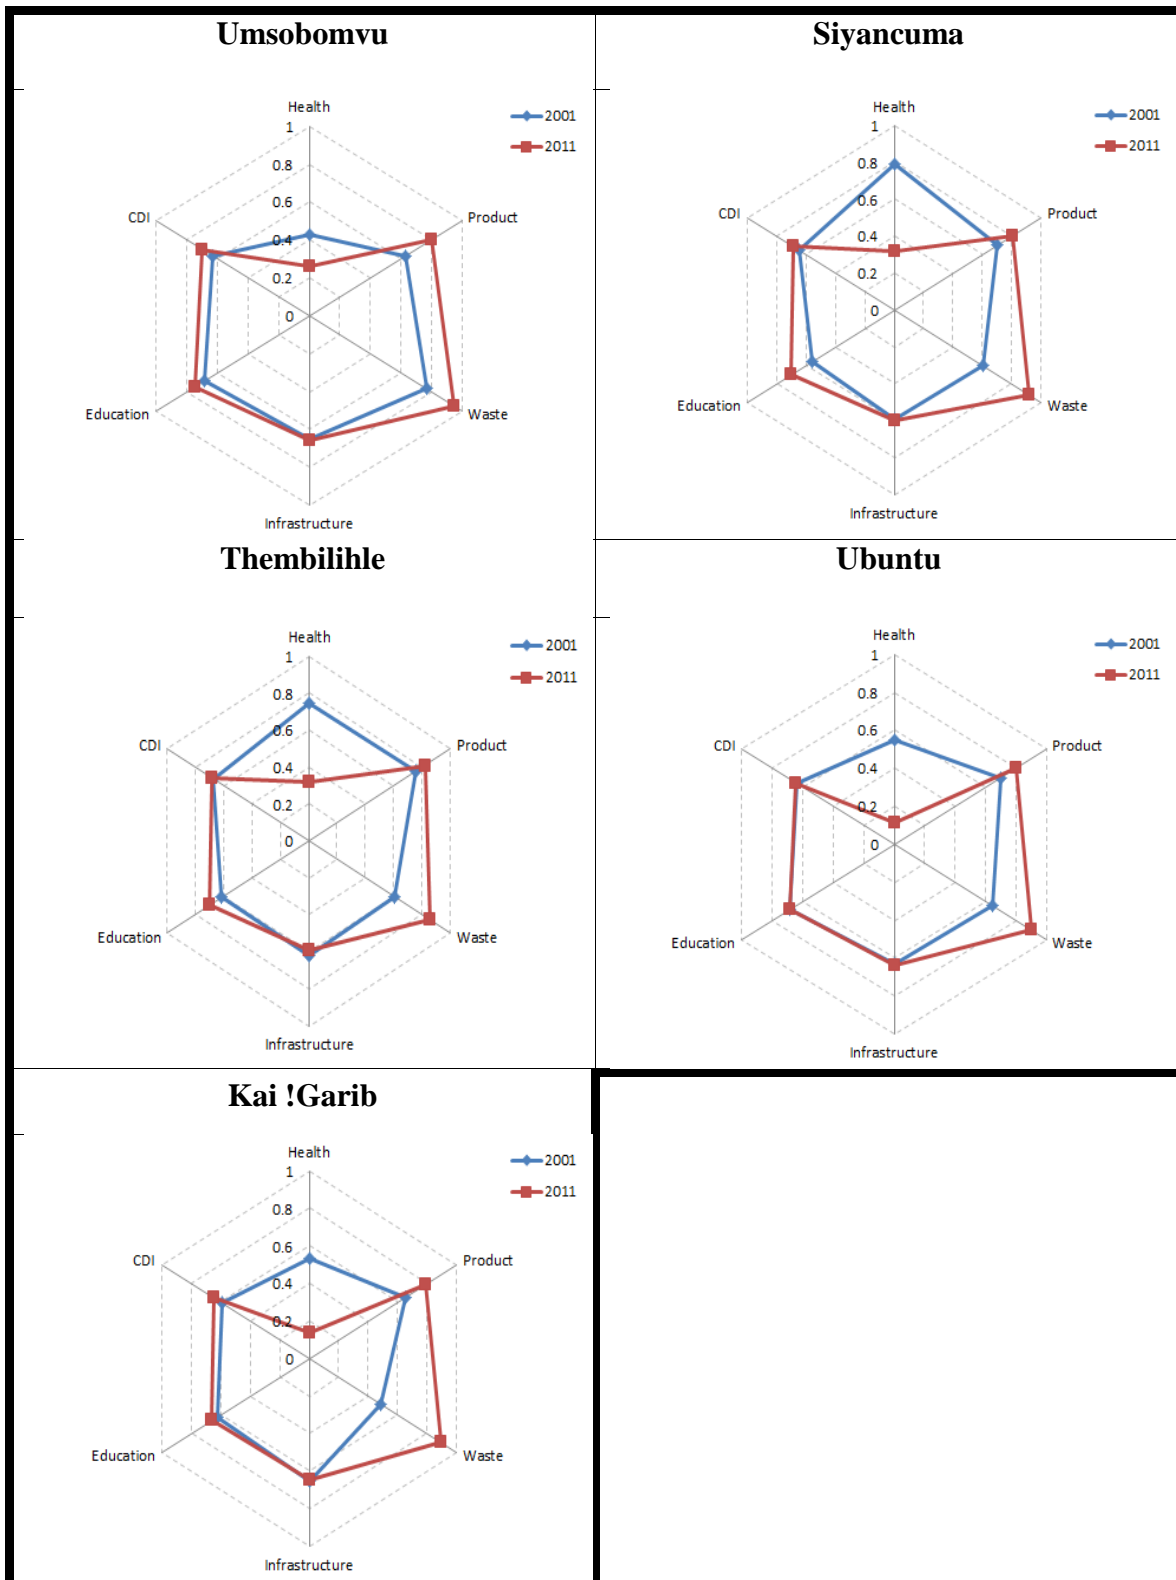 Umsobomvu
Health
2001
2011
1
0.8
0.6
0.4
0.2
0
CDI
Product
Education
Waste
Infrastructure
Siyancuma
Health
2001
2011
1
0.8
0.6
0.4
0.2
0
CDI
Product
Education
Waste
Infrastructure
Thembilihle
Health
2001
2011
1
0.8
0.6
0.4
0.2
0
CDI
Product
Education
Waste
Infrastructure
Ubuntu
Health
2001
2011
1
0.8
0.6
0.4
0.2
0
CDI
Product
Education
Waste
Infrastructure
Kai !Garib
Health
2001
2011
1
0.8
0.6
0.4
0.2
0
CDI
Product
Education
Waste
Infrastructure